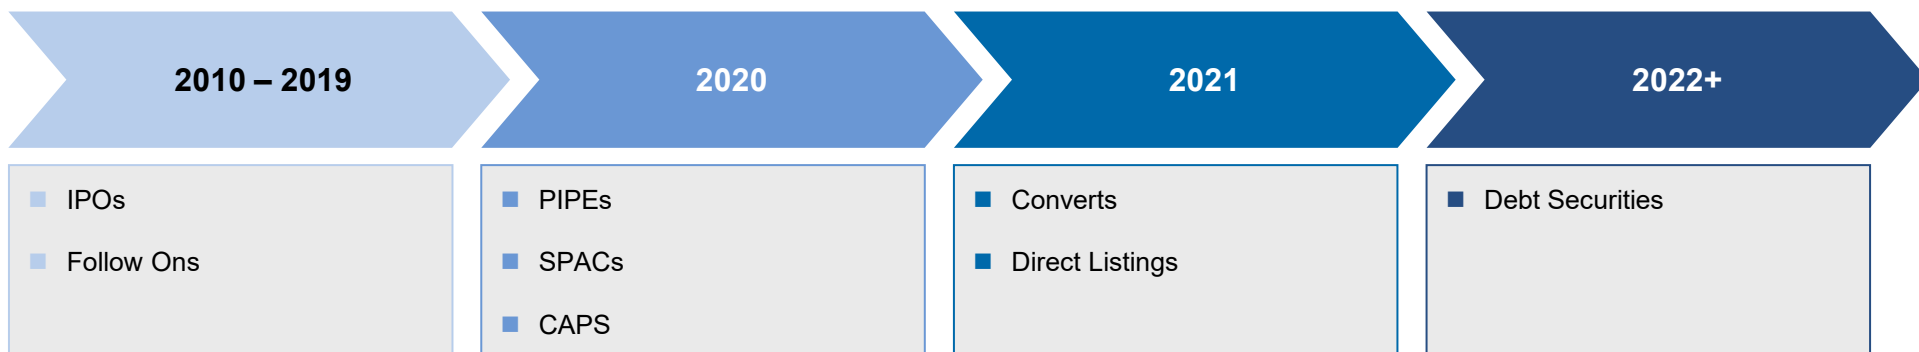 2010 – 2019
2020
2021
2022+
IPOs
Follow Ons
PIPEs
SPACs
CAPS
Converts
Direct Listings
Debt Securities